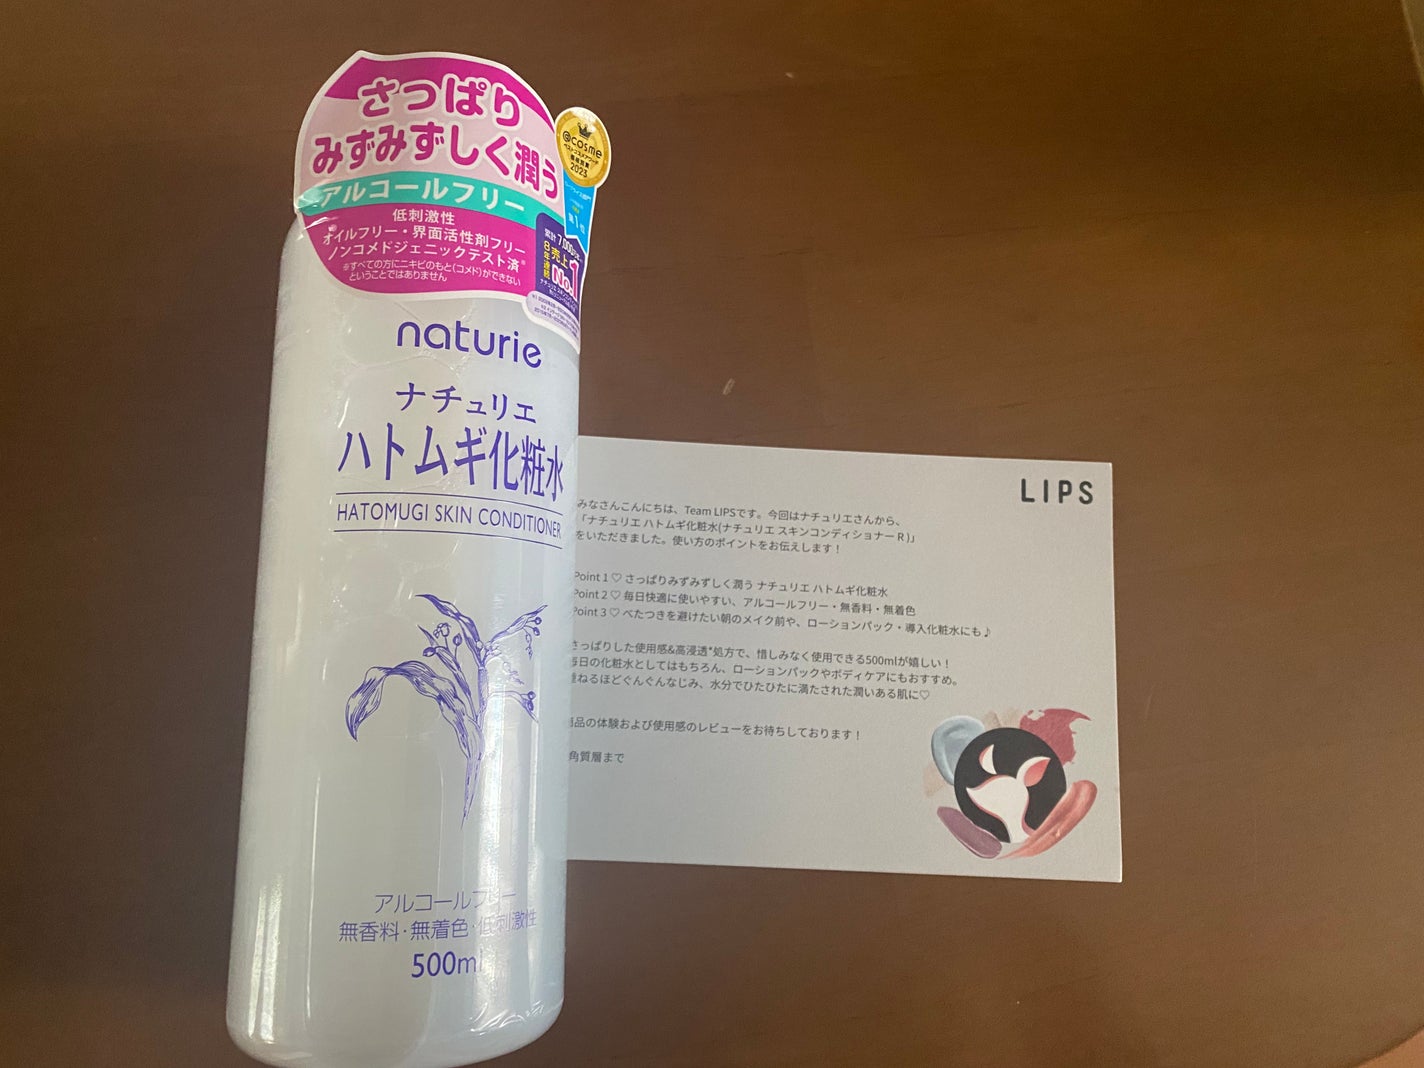 さっぱり
みずみずしく潤う
アルコールフリー
低刺激性
オイルフリー・界面活性剤フリー
ノンコメドジェニックテスト済※
※すべての方にニキビのもと(コメド)ができない
ということではありません
@cosme
ベストコスメアワード
2023
第1位
累計7,000
8年連続
売上
No.1
naturie
ナチュリエ
ハトムギ化粧水
HATOMUGI SKIN CONDITIONER
アルコールフリー
無香料・無着色・低刺激性
500ml
LIPS
みなさんこんにちは、Team LIPSです。今回はナチュリエさんから、
「ナチュリエ ハトムギ化粧水(ナチュリエ スキンコンディショナー R )」
をいただきました。使い方のポイントをお伝えします！
Point 1 ♡ さっぱりみずみずしく潤う ナチュリエ ハトムギ化粧水
Point 2 ♡ 毎日快適に使いやすい、アルコールフリー・無香料・無着色
Point 3 ♡ べたつきを避けたい朝のメイク前や、ローションパック・導入化粧水にも♪
さっぱりした使用感&高浸透*処方で、惜しみなく使用できる500mlが嬉しい！
毎日の化粧水としてはもちろん、ローションパックやボディケアにもおすすめ。
重ねるほどぐんぐんなじみ、水分でひたひたに満たされた潤いある肌に♡
品の体験および使用感のレビューをお待ちしております！
角質層まで